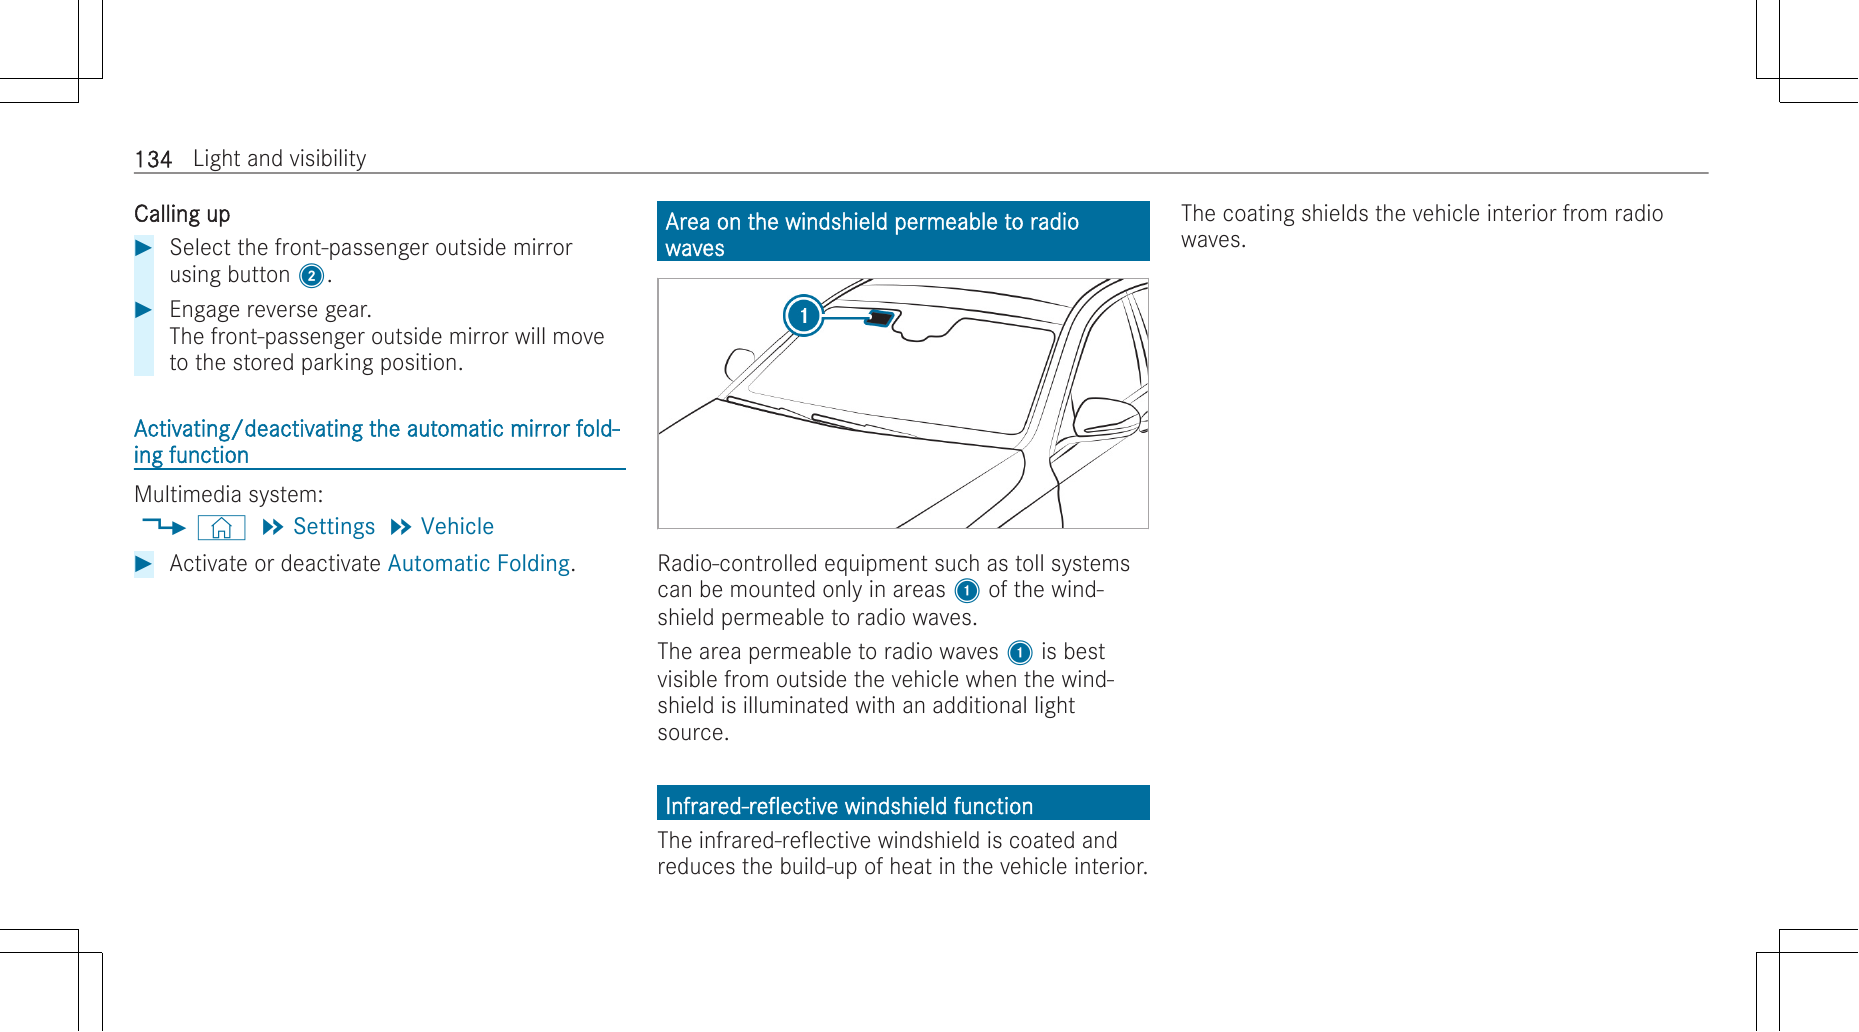 134 Light and visibility
Calling up
Select the front-passenger outside mirror
using button 2.
Engage reverse gear.
The front-passenger outside mirror will move
to the stored parking position.
Activating/deactivating the automatic mirror fold-
ing function
Multimedia system:
Settings Vehicle
Activate or deactivate Automatic Folding.
Area on the windshield permeable to radio
waves
1
Radio-controlled equipment such as toll systems
can be mounted only in areas 1 of the wind-
shield permeable to radio waves.
The area permeable to radio waves 1 is best
visible from outside the vehicle when the wind-
shield is illuminated with an additional light
source.
Infrared-reflective windshield function
The infrared-reflective windshield is coated and
reduces the build-up of heat in the vehicle interior.
The coating shields the vehicle interior from radio
waves.